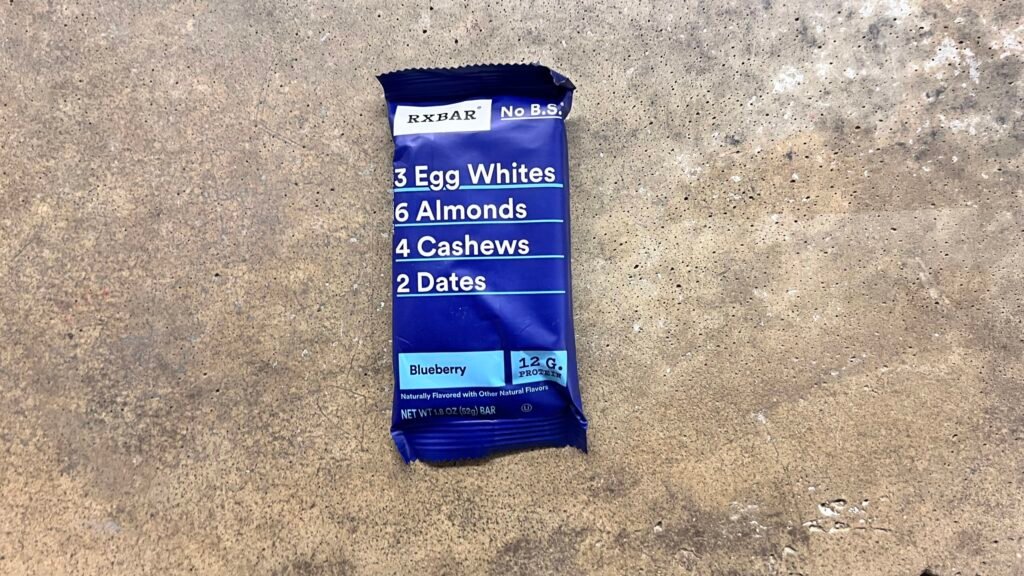 RXBAR®
No B.S.®
3 Egg Whites
6 Almonds
4 Cashews
2 Dates
Blueberry
12 G.
PROTEIN
Naturally Flavored with Other Natural Flavors
NET WT 1.8 OZ (52g) BAR
U